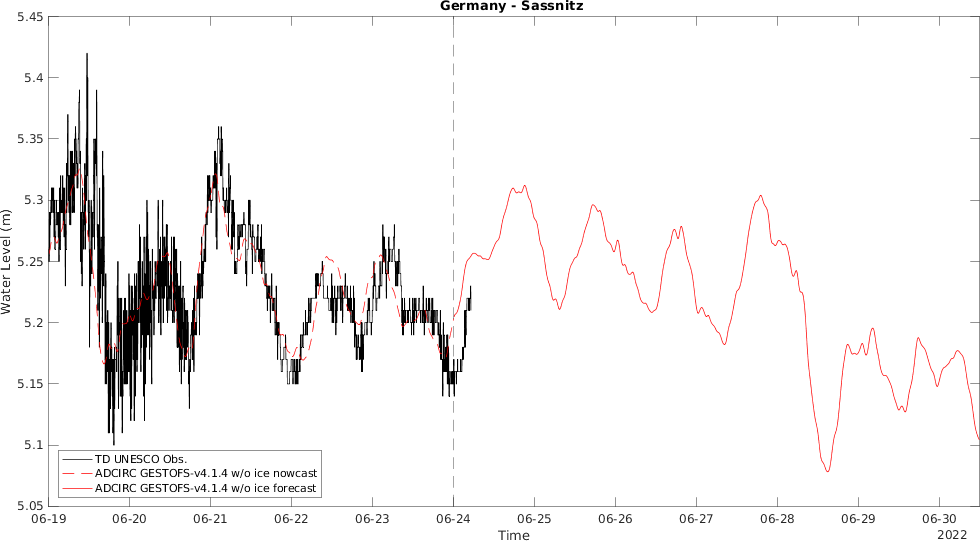 Germany - Sassnitz
Water Level (m)
5.45
5.4
5.35
5.3
5.25
5.2
5.15
5.1
5.05
TD UNESCO Obs.
ADCIRC GESTOFS-v4.1.4 w/o ice nowcast
ADCIRC GESTOFS-v4.1.4 w/o ice forecast
06-19 06-20 06-21 06-22 06-23 06-24 06-25 06-26 06-27 06-28 06-29 06-30
Time
2022